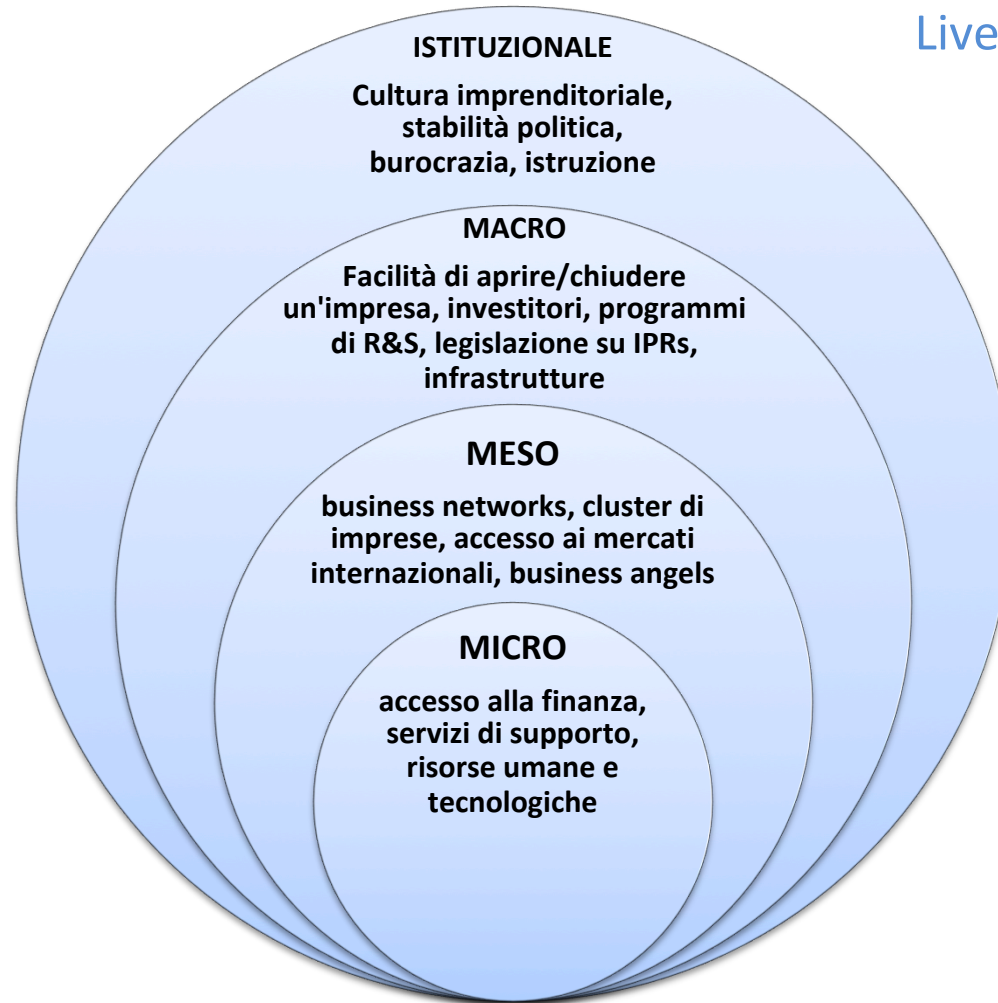 Live
ISTITUZIONALE
Cultura imprenditoriale,
stabilità politica,
burocrazia, istruzione
MACRO
Facilità di aprire/chiudere
un'impresa, investitori, programmi
di R&S, legislazione su IPRs,
infrastrutture
MESO
business networks, cluster di
imprese, accesso ai mercati
internazionali, business angels
MICRO
accesso alla finanza,
servizi di supporto,
risorse umane e
tecnologiche